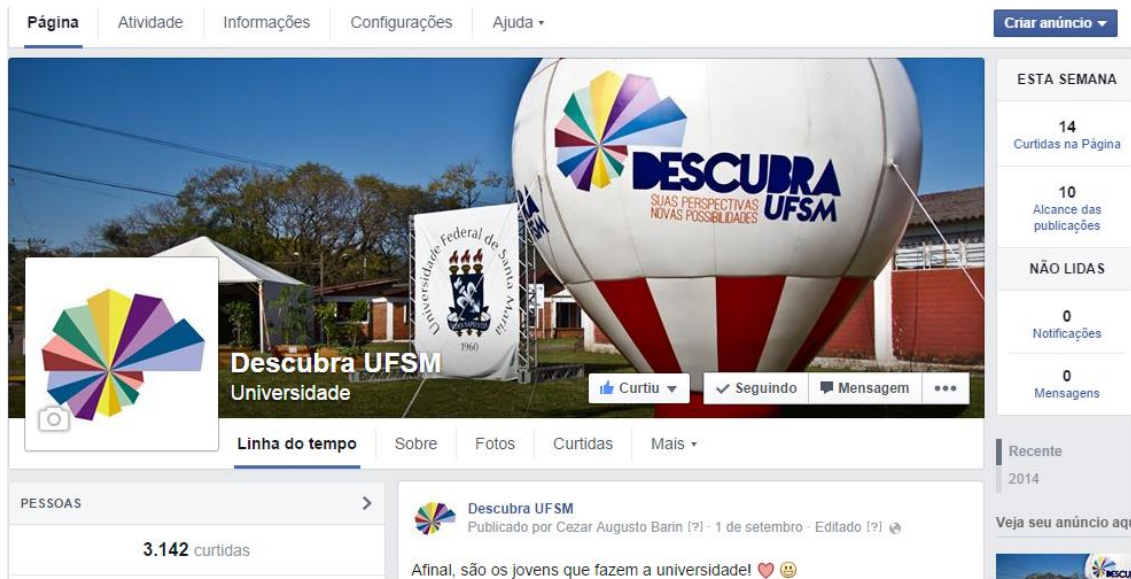 Página Atividade Informações Configurações Ajuda
Criar anúncio
DESCUBRA
SUAS PERSPECTIVAS
NOVAS POSSIBILIDADES
UFSM
Universidade Federal de Santa Maria
1960
Descubra UFSM
Universidade
Curtiu Seguindo Mensagem
Linha do tempo Sobre Fotos Curtidas Mais
ESTA SEMANA
14
Curtidas na Página
10
Alcance das
publicações
NÃO LIDAS
0
Notificações
0
Mensagens
Recente
2014
Veja seu anúncio aqu
PESSOAS
3.142 curtidas
Descubra UFSM
Publicado por Cezar Augusto Barin [?] · 1 de setembro · Editado [?]
Afinal, são os jovens que fazem a universidade!